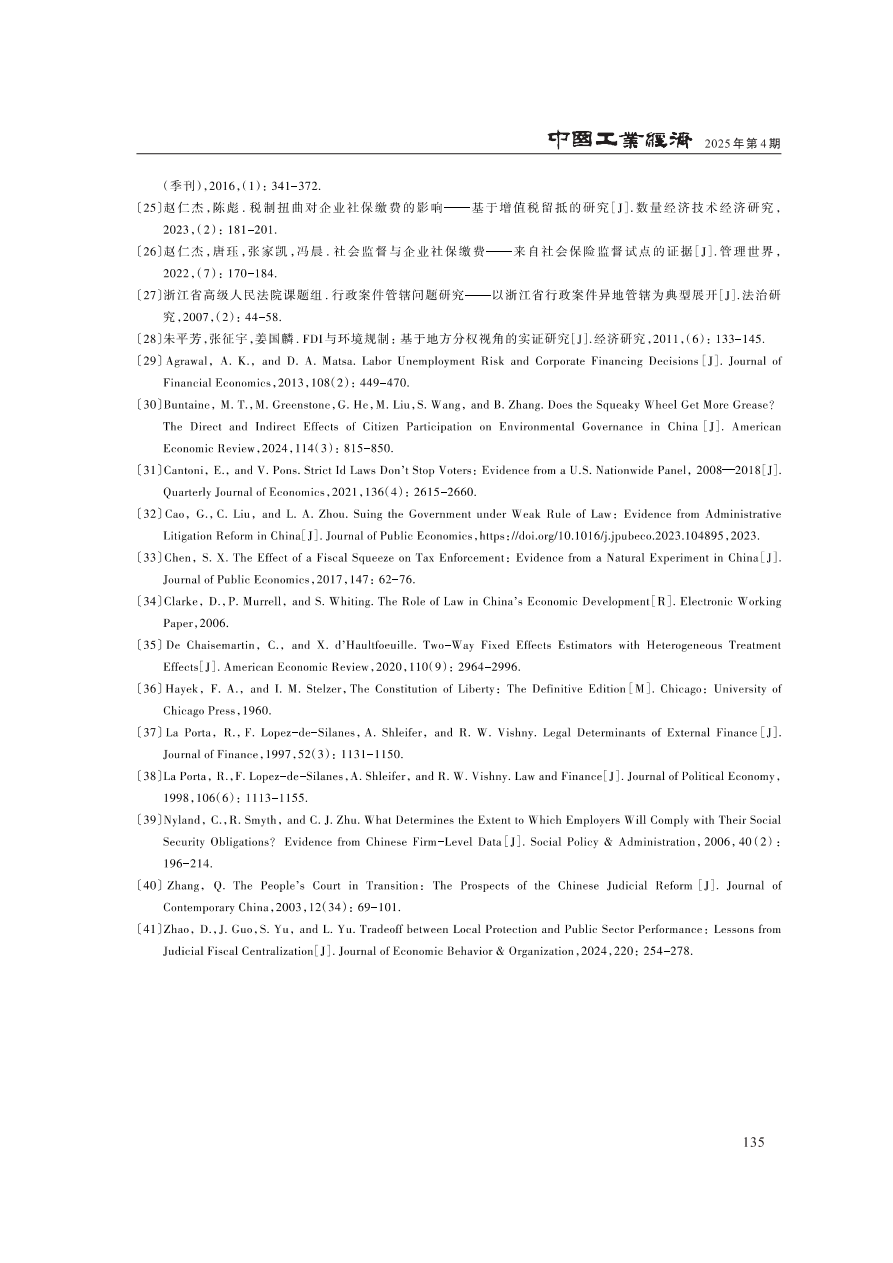 中國工業經濟 2025年第4期
(季刊),2016,(1): 341-372.
[25]赵仁杰,陈彪.税制扭曲对企业社保缴费的影响——基于增值税留抵的研究[J].数量经济技术经济研究,
2023,(2): 181-201.
[26]赵仁杰,唐珏,张家凯,冯晨.社会监督与企业社保缴费——来自社会保险监督试点的证据[J].管理世界,
2022,(7): 170-184.
[27]浙江省高级人民法院课题组.行政案件管辖问题研究——以浙江省行政案件异地管辖为典型展开[J].法治研
究,2007,(2): 44-58.
[28]朱平芳,张征宇,姜国麟.FDI与环境规制:基于地方分权视角的实证研究[J].经济研究,2011,(6): 133-145.
[29] Agrawal, A. K., and D. A. Matsa. Labor Unemployment Risk and Corporate Financing Decisions[J]. Journal of
Financial Economics,2013,108(2): 449-470.
[30]Buntaine, M. T.,M. Greenstone,G. He,M. Liu,S. Wang, and B. Zhang. Does the Squeaky Wheel Get More Grease?
The Direct and Indirect Effects of Citizen Participation on Environmental Governance in China [J]. American
Economic Review,2024,114(3): 815-850.
[31]Cantoni, E., and V. Pons. Strict Id Laws Don't Stop Voters: Evidence from a U.S. Nationwide Panel, 2008—2018[J].
Quarterly Journal of Economics,2021,136(4): 2615-2660.
[32]Cao, G.,C. Liu, and L. A. Zhou. Suing the Government under Weak Rule of Law: Evidence from Administrative
Litigation Reform in China[J]. Journal of Public Economics,https://doi.org/10.1016/j.jpubeco.2023.104895,2023.
[33]Chen, S. X. The Effect of a Fiscal Squeeze on Tax Enforcement: Evidence from a Natural Experiment in China[J].
Journal of Public Economics,2017,147: 62-76.
[34]Clarke, D.,P. Murrell, and S. Whiting. The Role of Law in China's Economic Development[R]. Electronic Working
Paper,2006.
[35] De Chaisemartin, C., and X. d'Haultfoeuille. Two-Way Fixed Effects Estimators with Heterogeneous Treatment
Effects[J]. American Economic Review,2020,110(9): 2964-2996.
[36]Hayek, F. A., and I. M. Stelzer,The Constitution of Liberty: The Definitive Edition[M]. Chicago: University of
Chicago Press,1960.
[37] La Porta, R., F. Lopez-de-Silanes, A. Shleifer, and R. W. Vishny. Legal Determinants of External Finance[J].
Journal of Finance,1997,52(3): 1131-1150.
[38]La Porta, R.,F. Lopez-de-Silanes,A. Shleifer, and R. W. Vishny. Law and Finance[J]. Journal of Political Economy,
1998,106(6): 1113-1155.
[39]Nyland, C.,R. Smyth, and C. J. Zhu. What Determines the Extent to Which Employers Will Comply with Their Social
Security Obligations? Evidence from Chinese Firm-Level Data[J]. Social Policy & Administration, 2006, 40(2):
196-214.
[40] Zhang, Q. The People's Court in Transition: The Prospects of the Chinese Judicial Reform [J]. Journal of
Contemporary China,2003,12(34): 69-101.
[41]Zhao, D.,J. Guo,S. Yu, and L. Yu. Tradeoff between Local Protection and Public Sector Performance: Lessons from
Judicial Fiscal Centralization[J]. Journal of Economic Behavior & Organization,2024,220: 254-278.
135